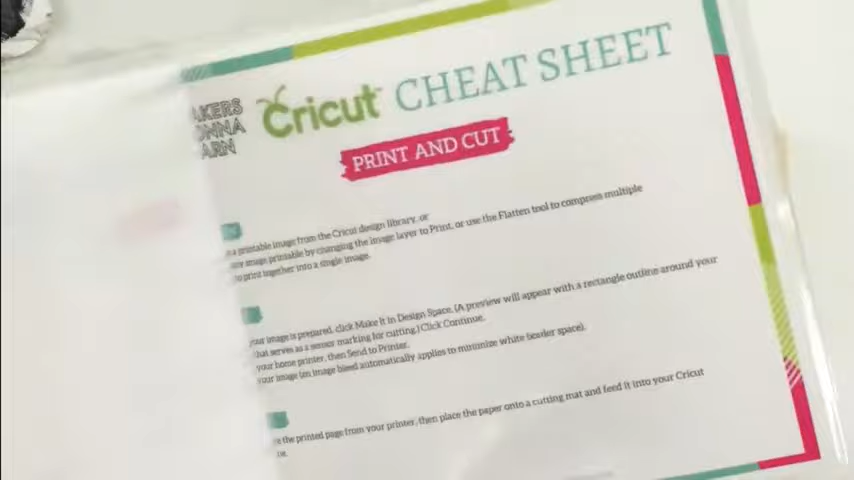 AKERS
ONNA
ARN
Cricut CHEAT SHEET
PRINT AND CUT
a printable image from the Cricut design library, or
any image printable by changing the image layer to Print, or use the Flatten tool to compress multiple
to print together into a single image.
your image is prepared, click Make It in Design Space. (A preview will appear with a rectangle outline around your
that serves as a sensor marking for cutting.) Click Continue.
your home printer, then Send to Printer.
your image (an image bleed automatically applies to minimize white border space).
the printed page from your printer, then place the paper onto a cutting mat and feed it into your Cricut